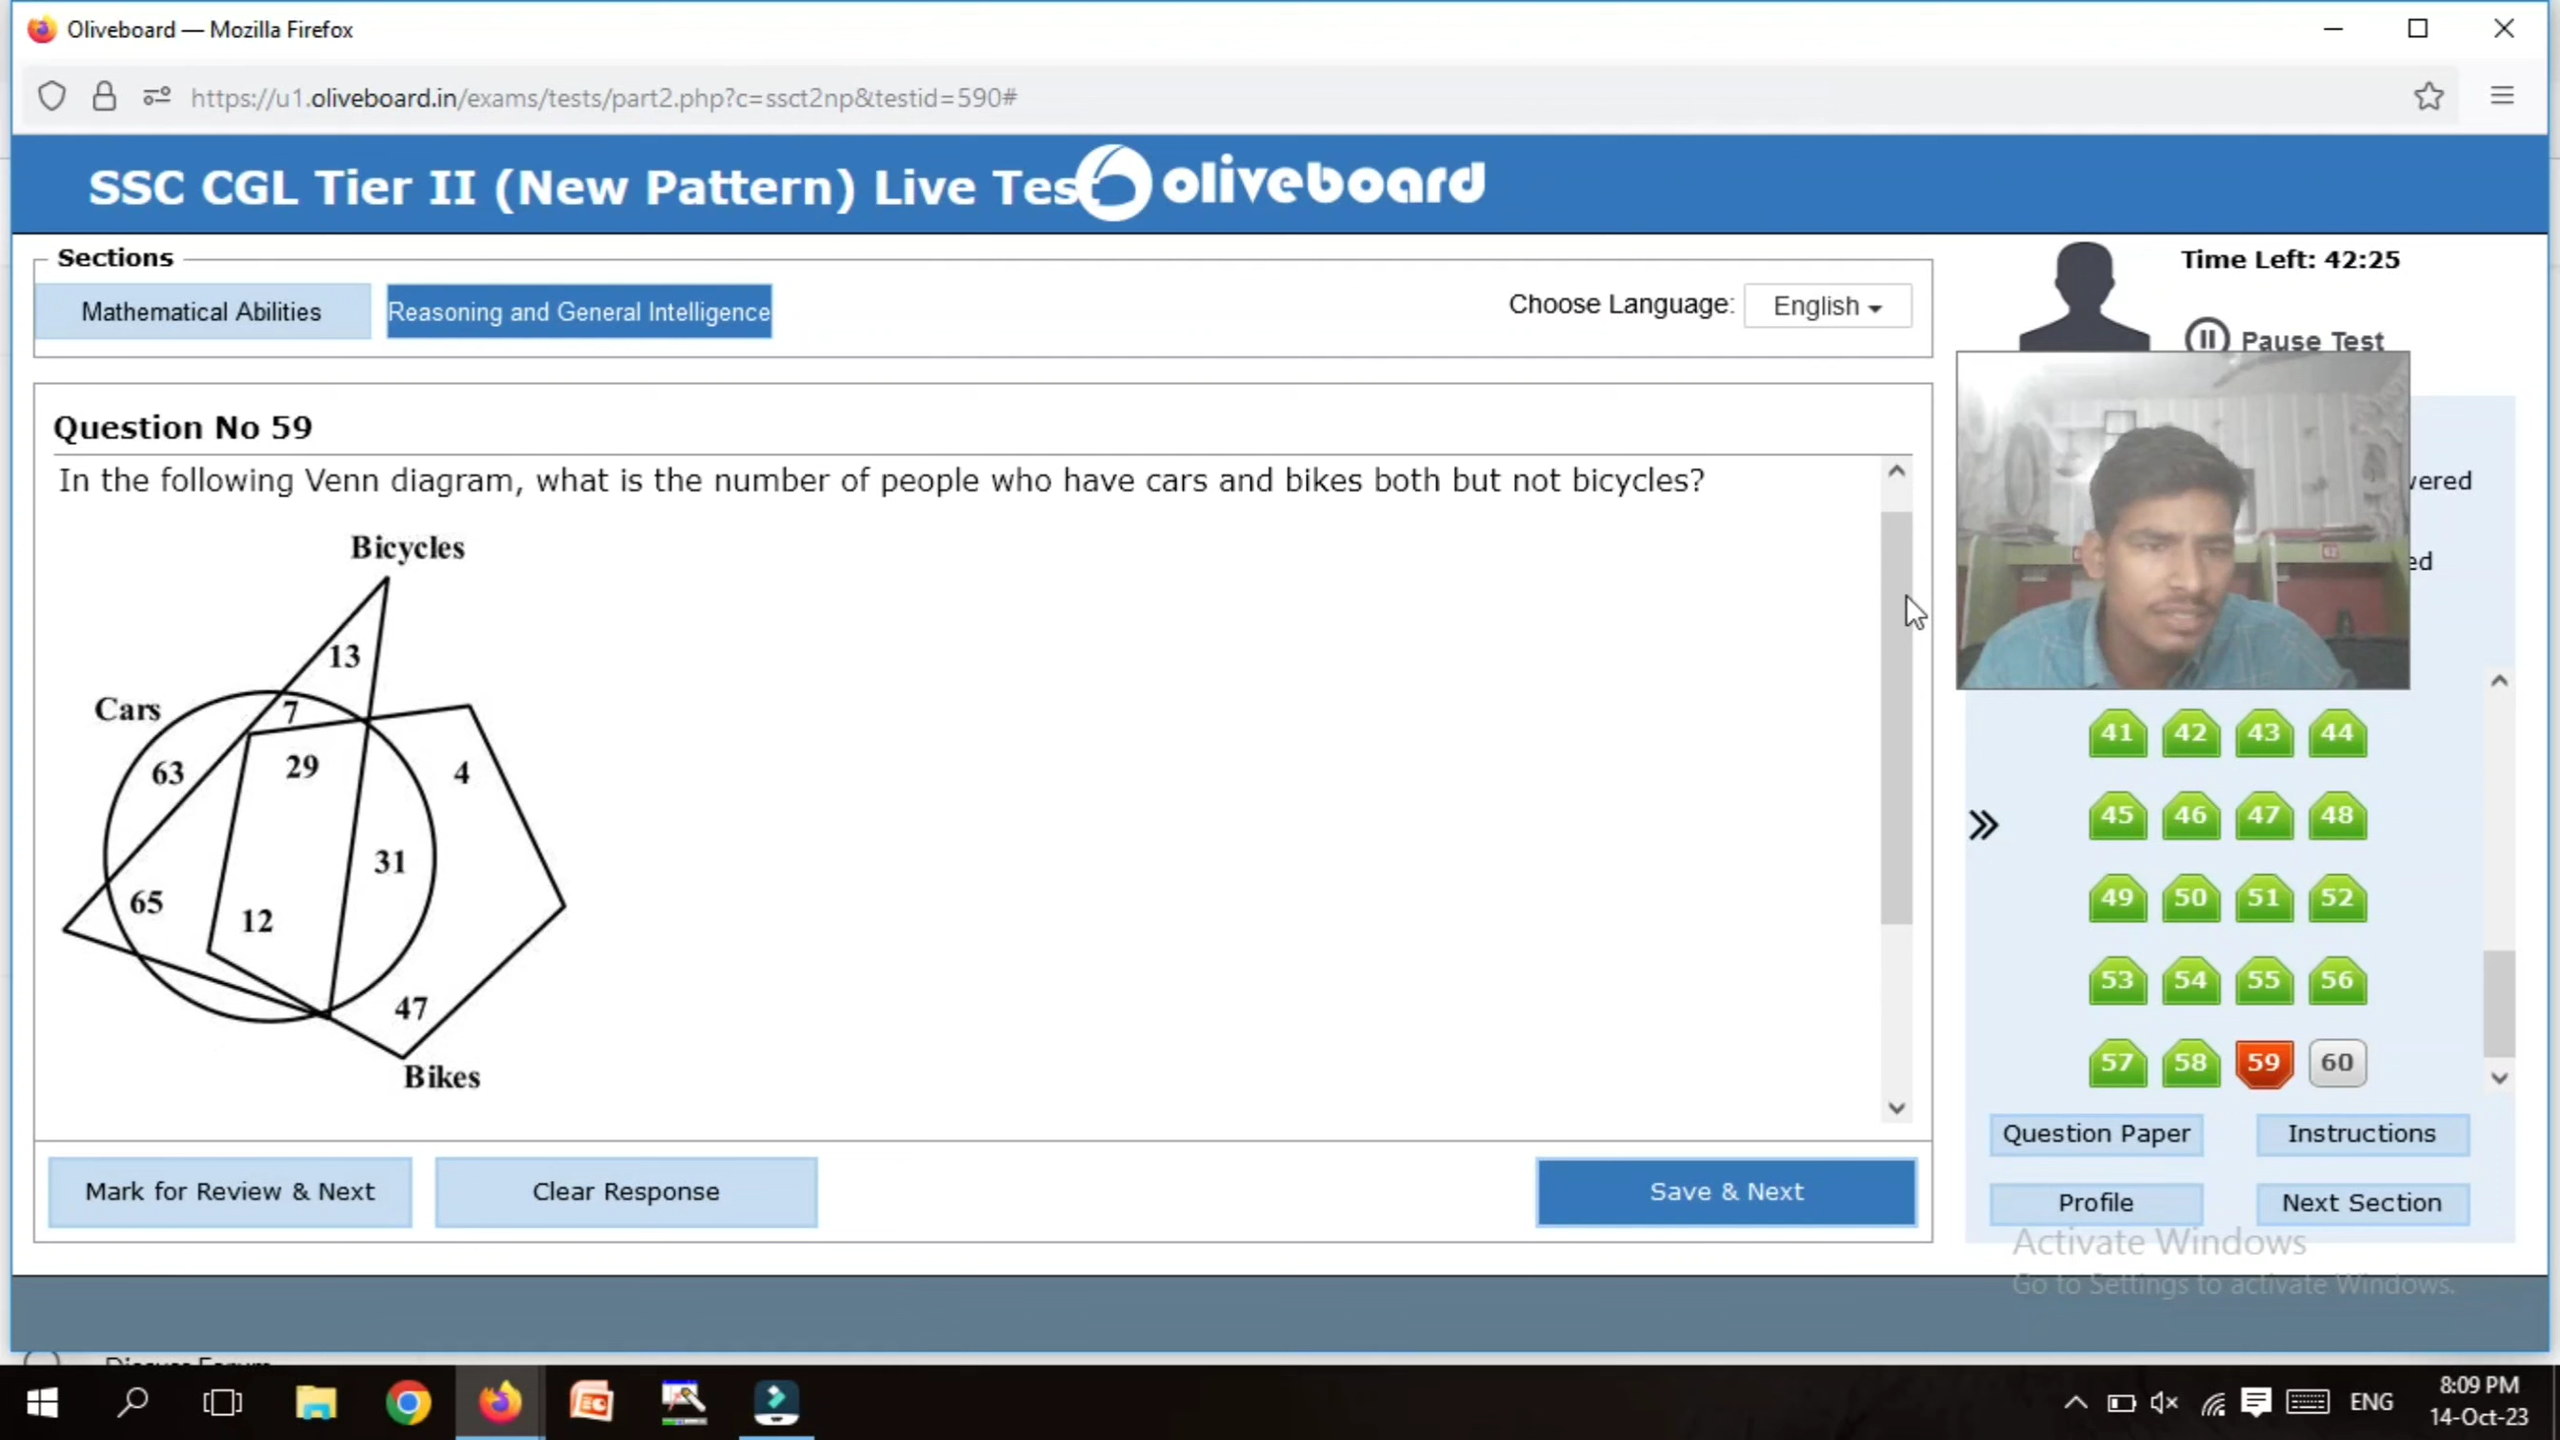 Oliveboard — Mozilla Firefox
https://u1.oliveboard.in/exams/tests/part2.php?c=ssct2np&testid=590#
SSC CGL Tier II (New Pattern) Live Tes
oliveboard
Sections
Mathematical Abilities
Reasoning and General Intelligence
Choose Language:
English
Time Left: 42:25
Pause Test
Question No 59
In the following Venn diagram, what is the number of people who have cars and bikes both but not bicycles?
Bicycles
13
Cars
7
63
29
4
31
65
12
47
Bikes
41 42 43 44
45 46 47 48
49 50 51 52
53 54 55 56
57 58 59 60
Question Paper
Instructions
Profile
Next Section
Mark for Review & Next
Clear Response
Save & Next
Activate Windows
Go to Settings to activate Windows.
ENG
8:09 PM
14-Oct-23